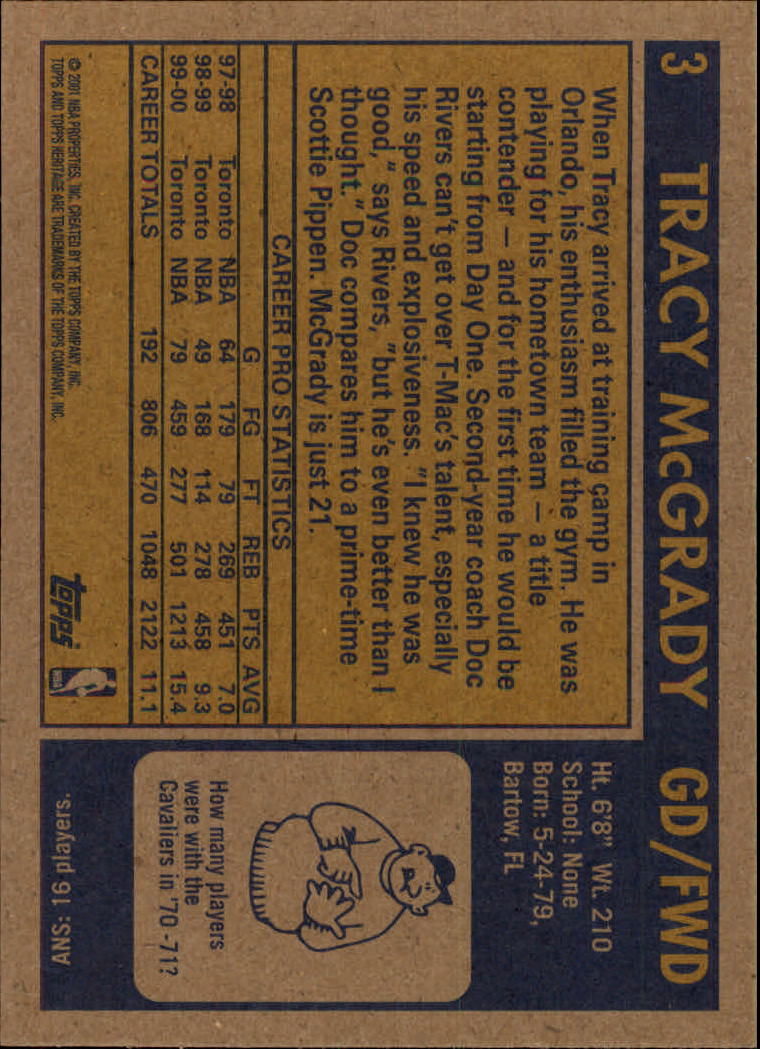 3 TRACY McGRADY GD/FWD
When Tracy arrived at training camp in
Orlando, his enthusiasm filled the gym. He was
playing for his hometown team — a title
contender — and for the first time he would be
starting from Day One. Second-year coach Doc
Rivers can't get over T-Mac's talent, especially
his speed and explosiveness. "I knew he was
good," says Rivers, "but he's even better than I
thought." Doc compares him to a prime-time
Scottie Pippen. McGrady is just 21.
CAREER PRO STATISTICS
G FG FT REB PTS AVG
97-98 Toronto NBA 64 179 79 269 451 7.0
98-99 Toronto NBA 49 168 114 278 458 9.3
99-00 Toronto NBA 79 459 277 501 1213 15.4
CAREER TOTALS 192 806 470 1048 2122 11.1
© 2001 NBA PROPERTIES, INC. CREATED BY THE TOPPS COMPANY, INC.
TOPPS AND TOPPS HERITAGE ARE TRADEMARKS OF THE TOPPS COMPANY, INC.
topps
NBA
Ht. 6'8" Wt. 210
School: None
Born: 5-24-79,
Bartow, FL
How many players
were with the
Cavaliers in '70-71?
ANS: 16 players.